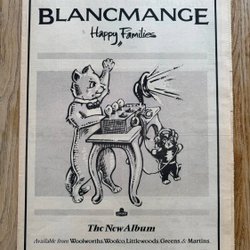 BLANCMANGE
Happy Families
The New Album
Available from Woolworths, Woolco, Littlewoods, Greens & Martins.